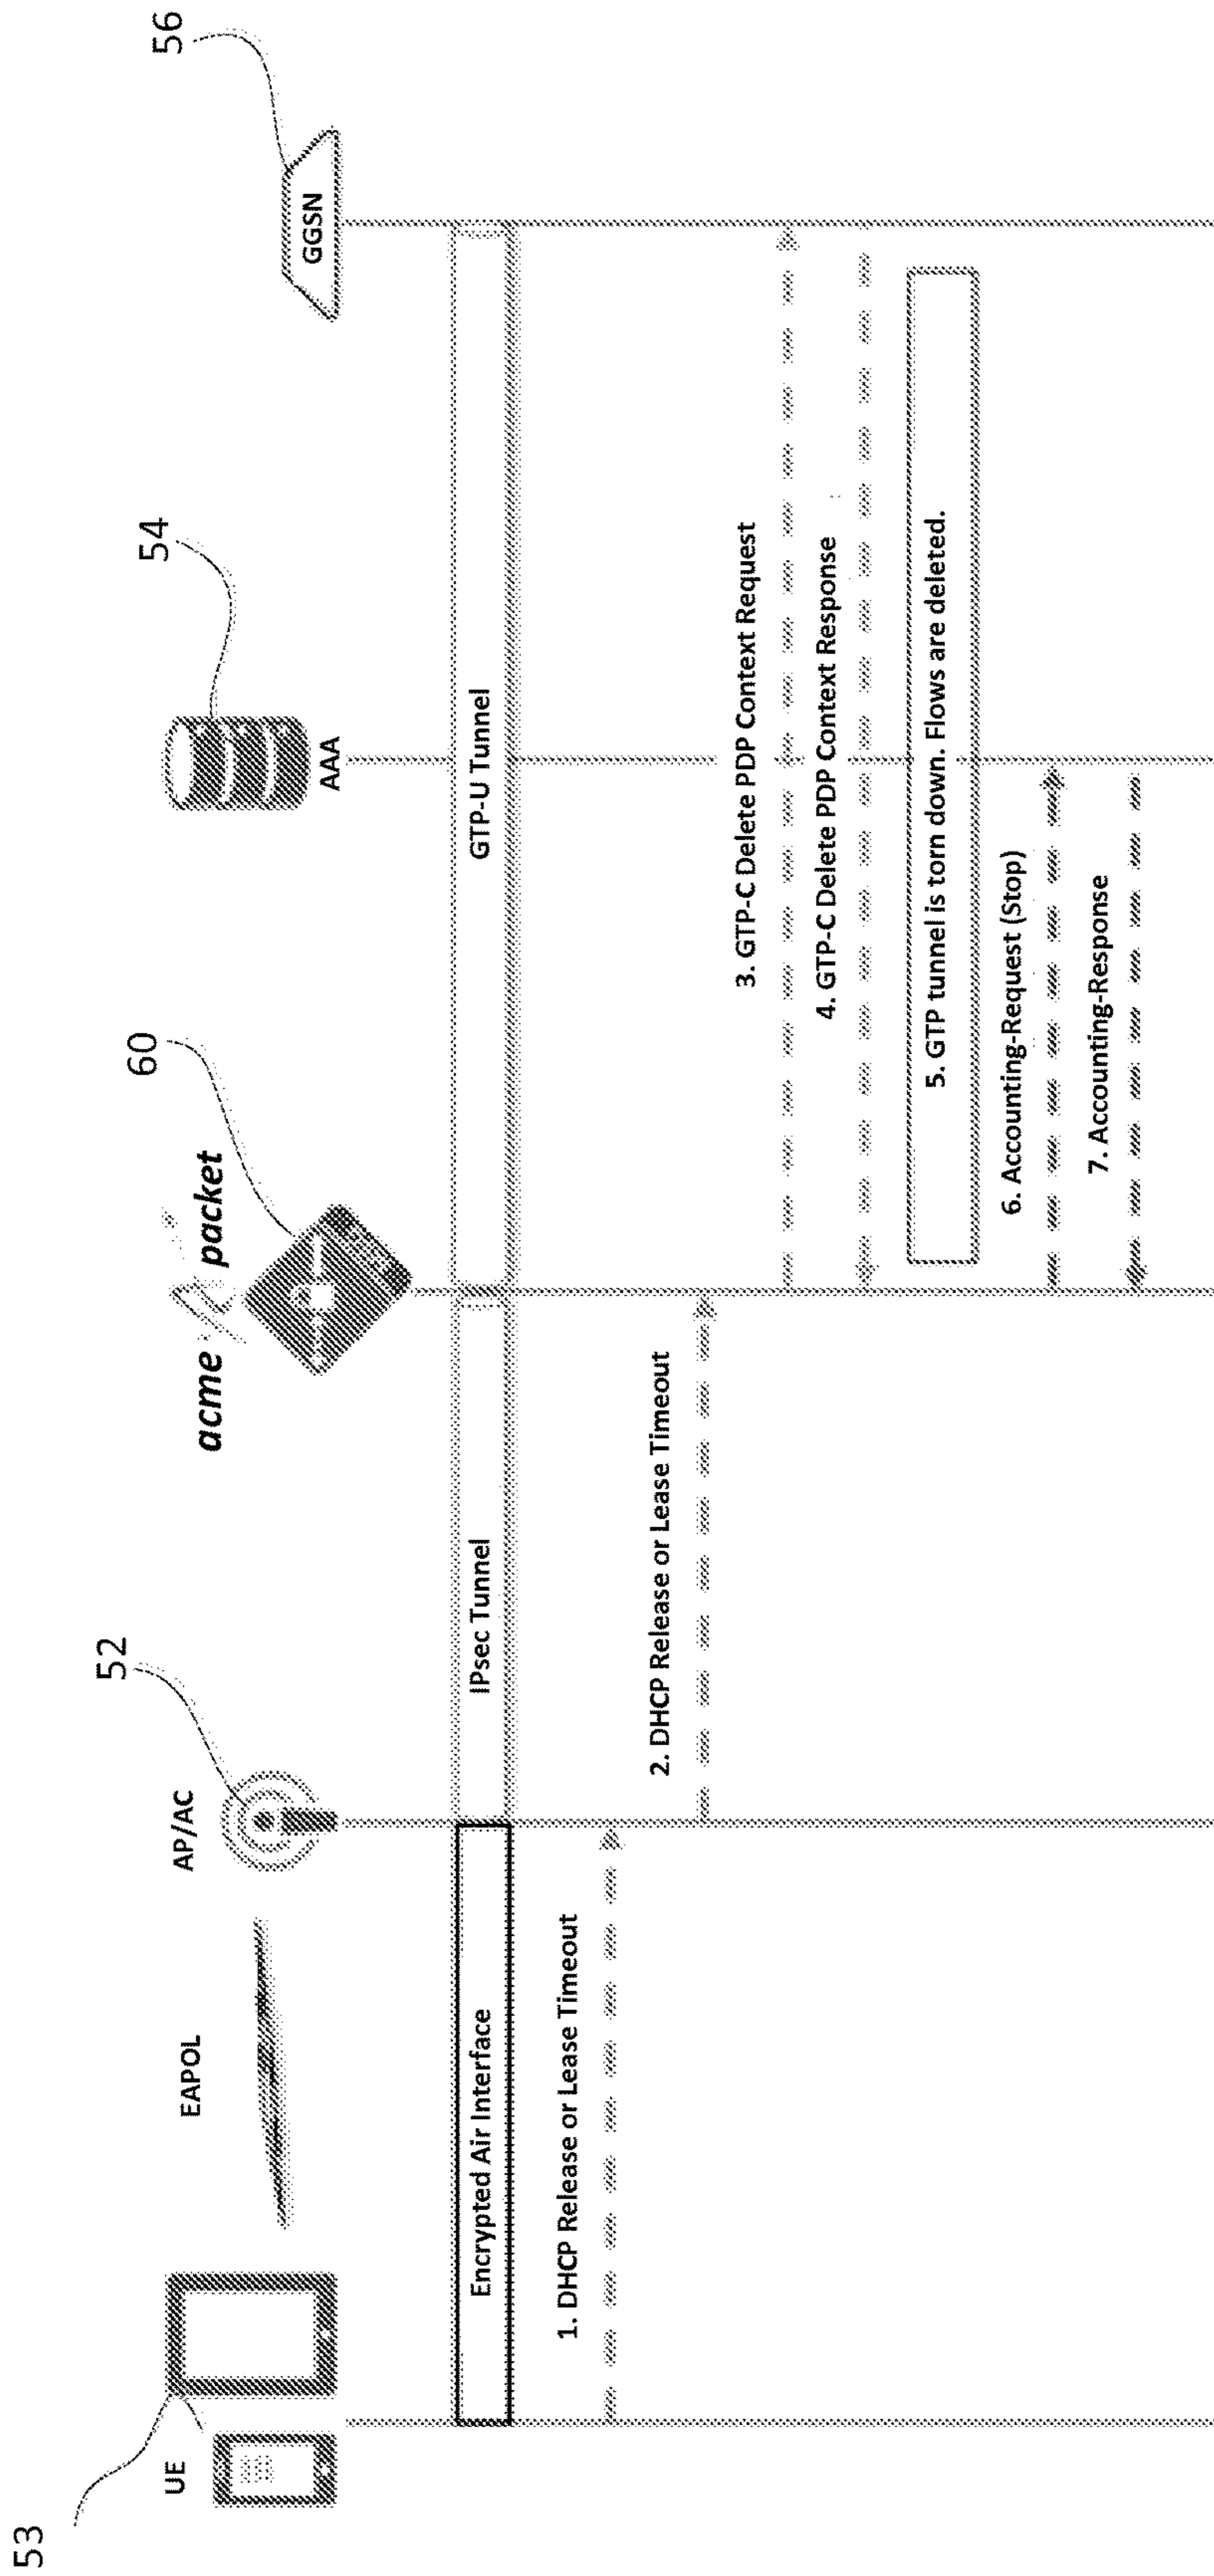 53
UE
EAPOL
AP/AC
52
acme packet
60
AAA
54
GGSN
56
Encrypted Air Interface
IPsec Tunnel
GTP-U Tunnel
1. DHCP Release or Lease Timeout
2. DHCP Release or Lease Timeout
3. GTP-C Delete PDP Context Request
4. GTP-C Delete PDP Context Response
5. GTP tunnel is torn down. Flows are deleted.
6. Accounting-Request (Stop)
7. Accounting-Response